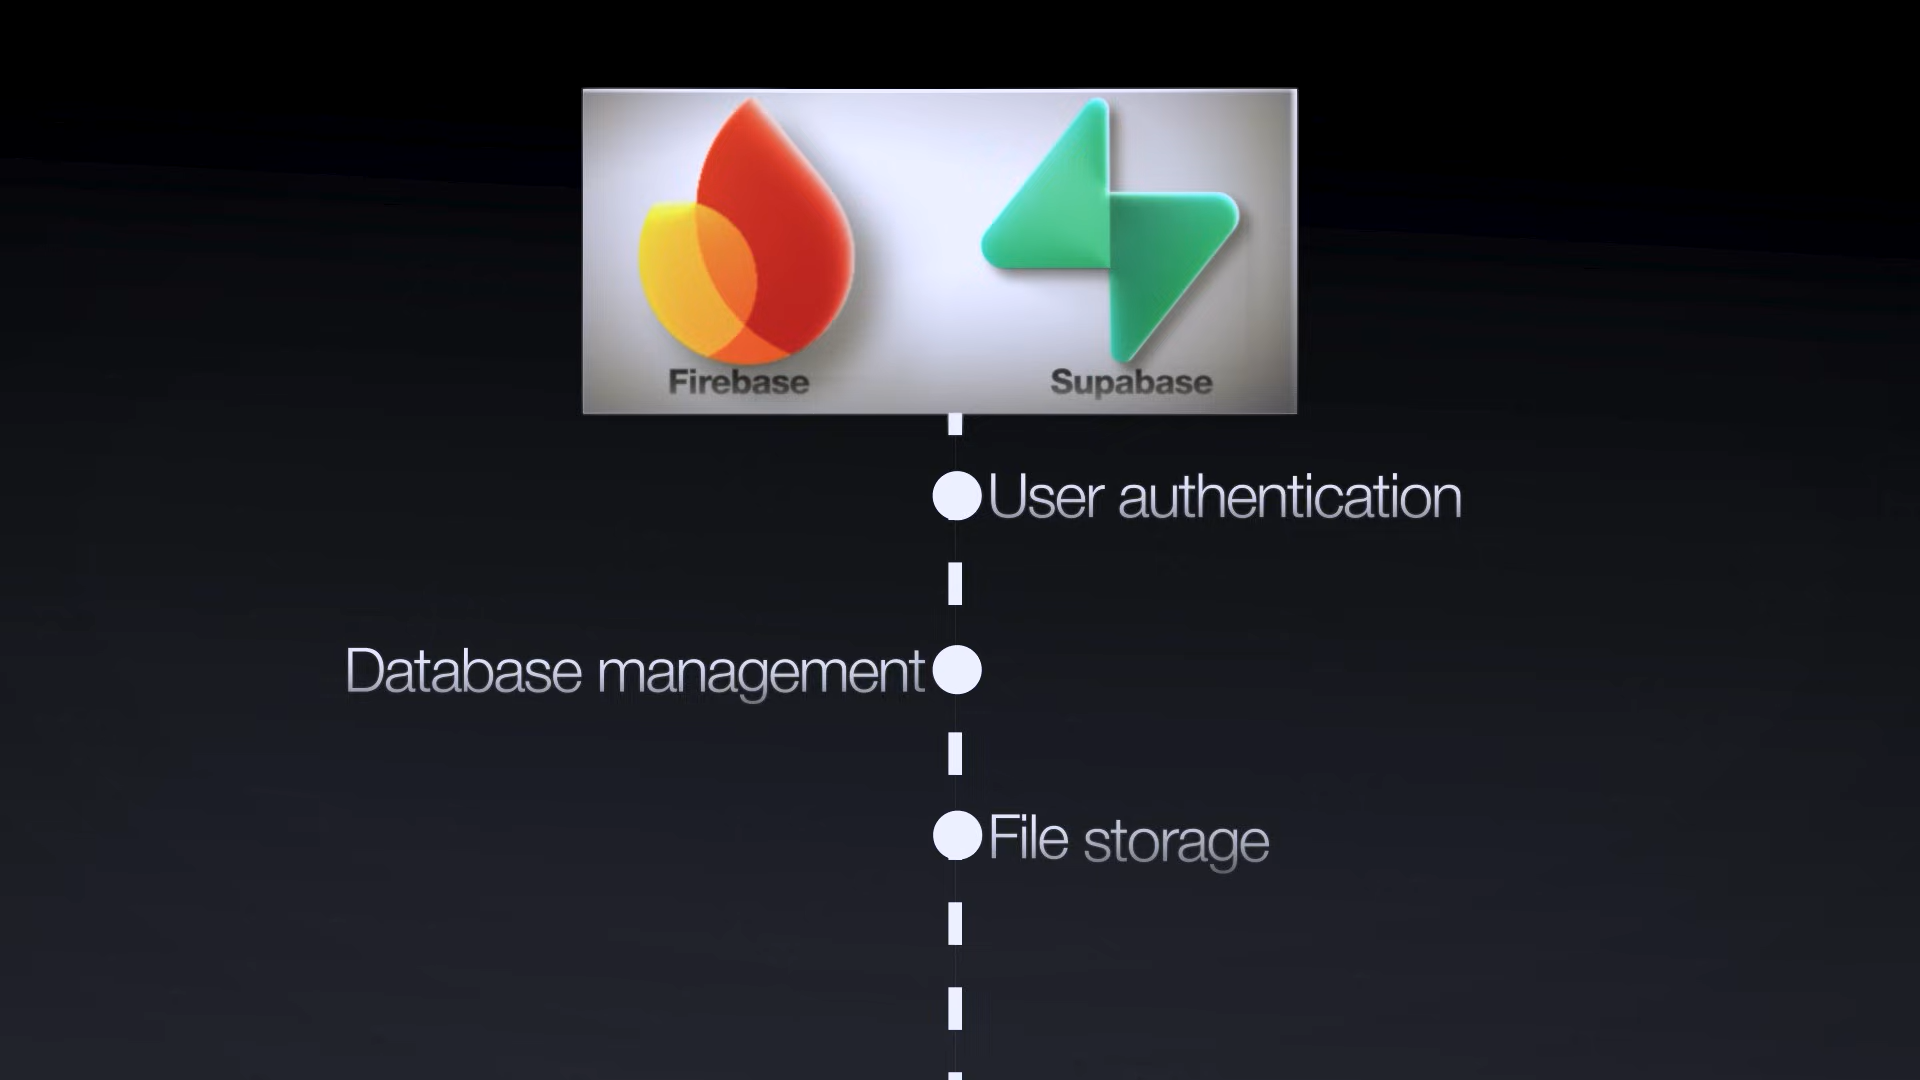 Firebase
Supabase
User authentication
Database management
File storage